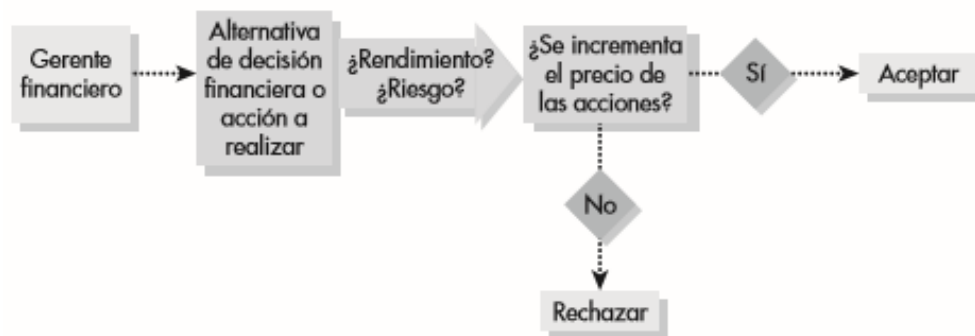 Gerente
financiero
Alternativa
de decisión
financiera o
acción a
realizar
¿Rendimiento?
¿Riesgo?
¿Se incrementa
el precio de
las acciones?
Sí
Aceptar
No
Rechazar